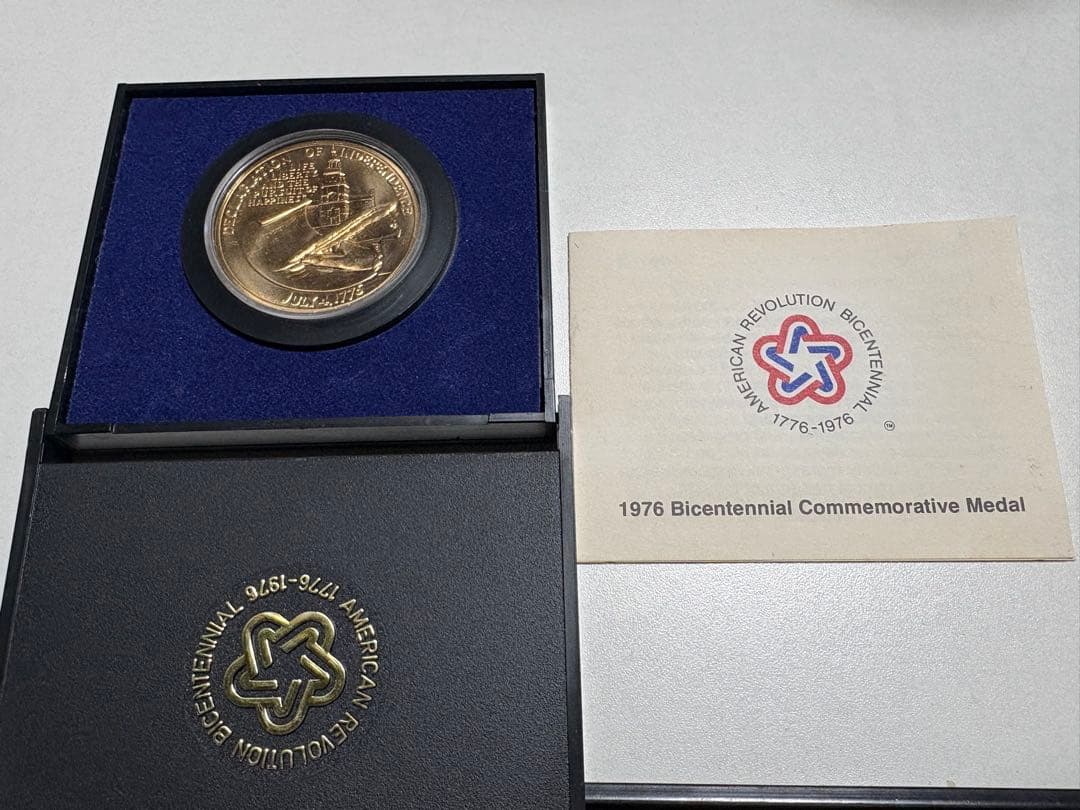 DECLARATION OF INDEPENDENCE
LIFE
LIBERTY
AND THE
PURSUIT OF
HAPPINESS
JULY 4, 1776
AMERICAN REVOLUTION BICENTENNIAL
1776-1976
TM
1976 Bicentennial Commemorative Medal
AMERICAN REVOLUTION BICENTENNIAL
1776-1976